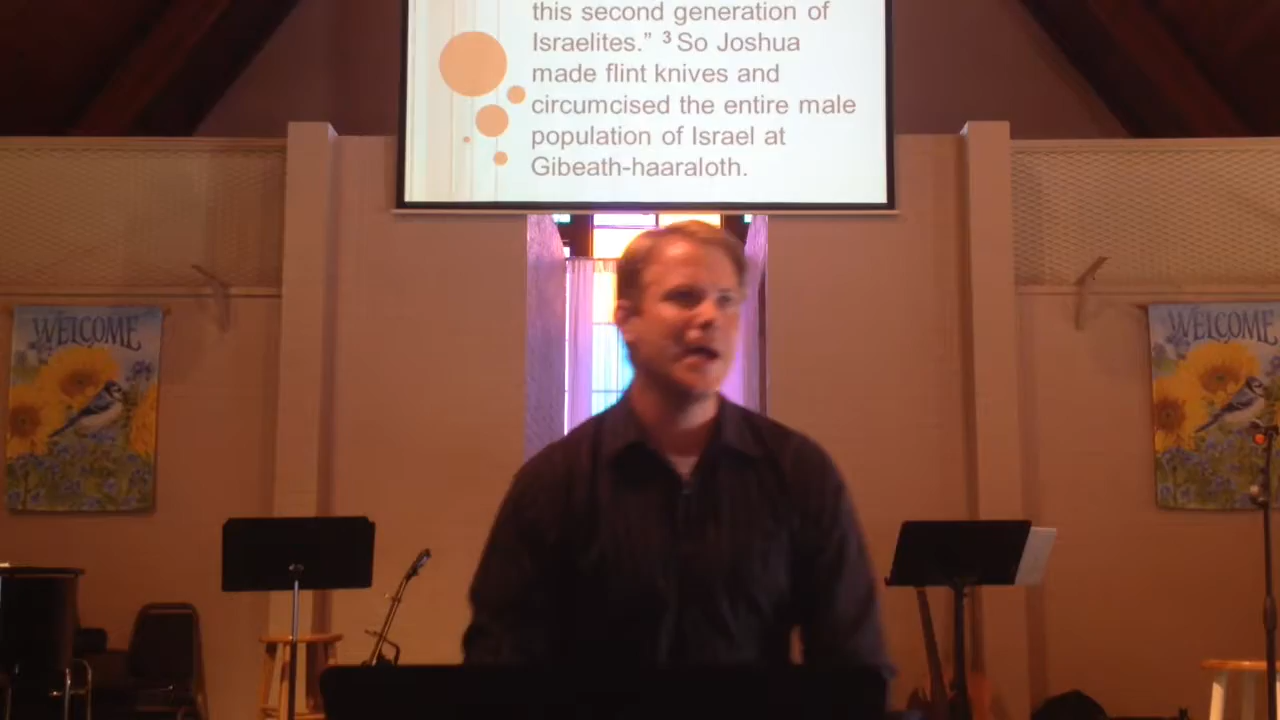 this second generation of
Israelites.” ³ So Joshua
made flint knives and
circumcised the entire male
population of Israel at
Gibeath-haaraloth.
WELCOME
WELCOME